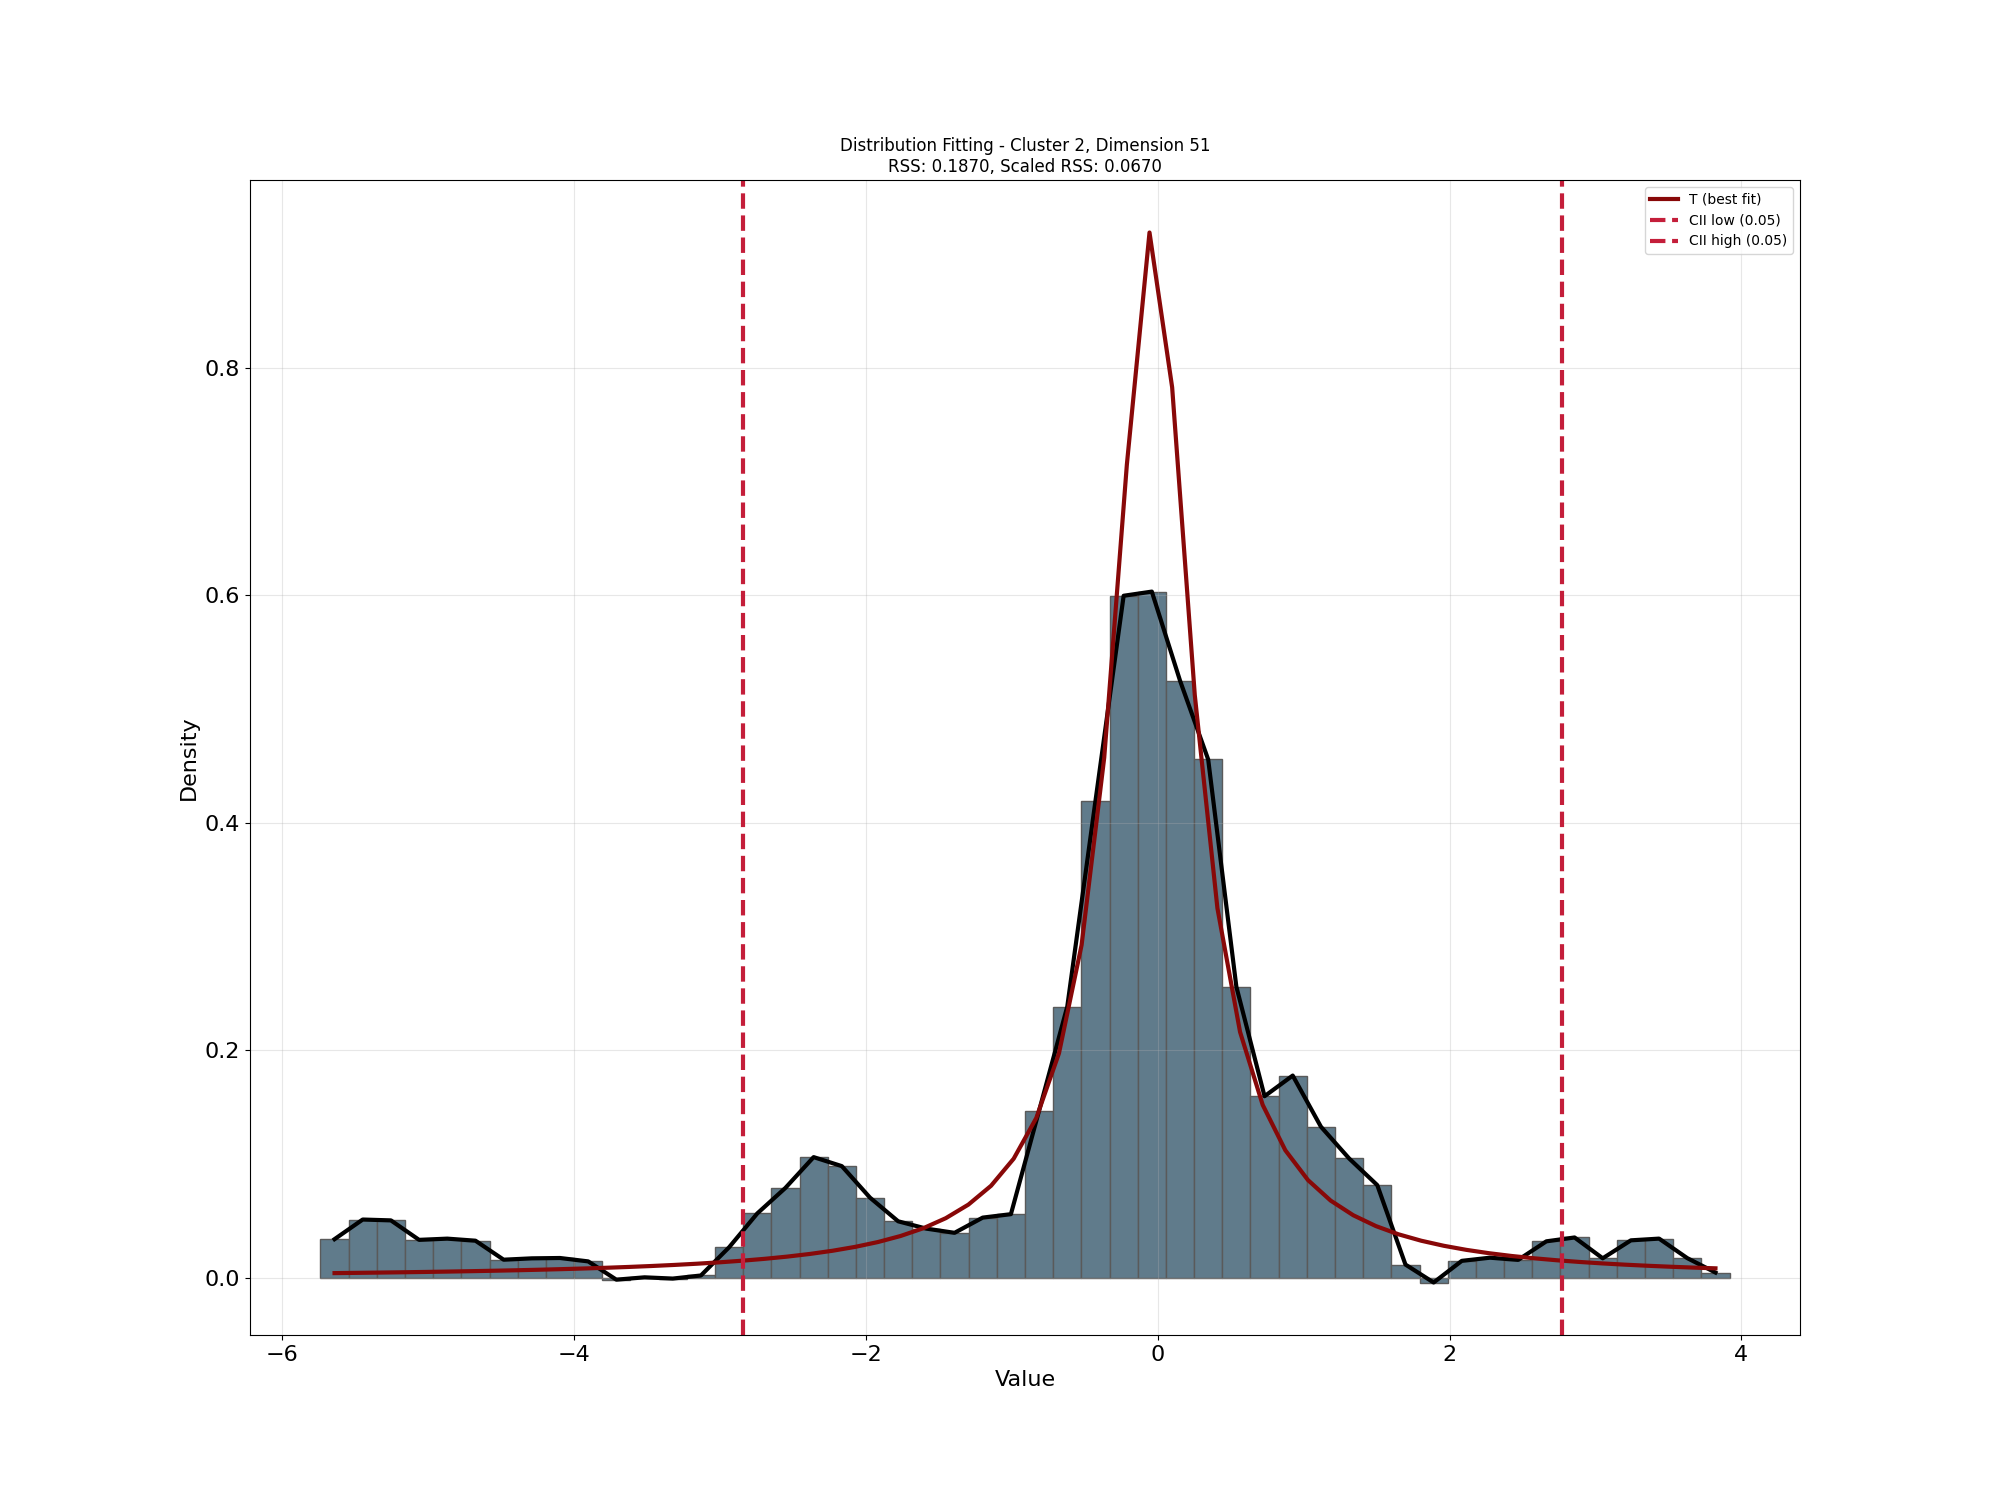 Distribution Fitting - Cluster 2, Dimension 51
RSS: 0.1870, Scaled RSS: 0.0670
T (best fit)
CII low (0.05)
CII high (0.05)
Density
0.8
0.6
0.4
0.2
0.0
−6 −4 −2 0 2 4
Value